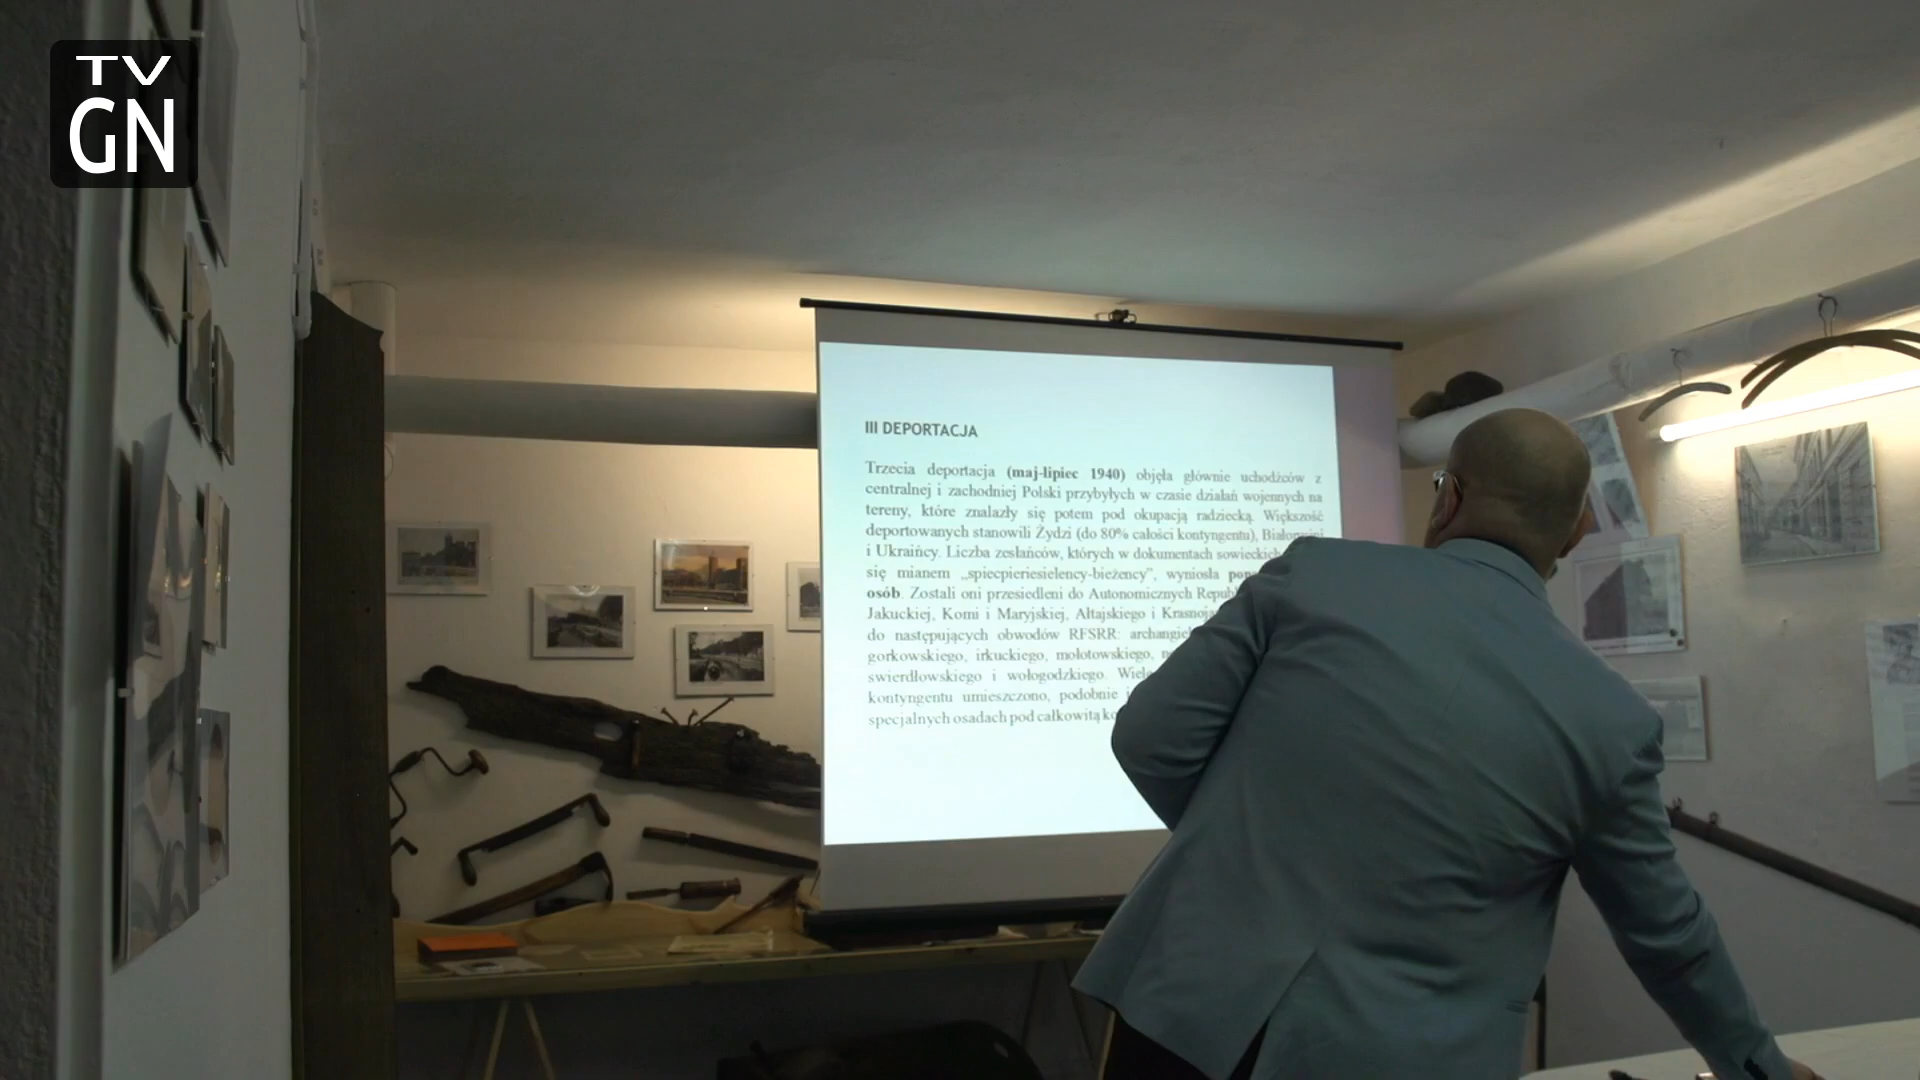 TV
GN
III DEPORTACJA
Trzecia deportacja (maj-lipiec 1940) objęła głównie uchodźców z
centralnej i zachodniej Polski przybyłych w czasie działań wojennych na
tereny, które znalazły się potem pod okupacją radziecką. Większość
deportowanych stanowili Żydzi (do 80% całości kontyngentu),
i Ukraińcy. Liczba zesłańców, których w dokumentach sowieckich
się mianem „spiecpieriesielency-bieżency”, wyniosła
osób. Zostali oni przesiedleni do Autonomicznych
Jakuckiej, Komi i Maryjskiej, Ałtajskiego i
do następujących obwodów RFSRR:
gorkowskiego, irkuckiego, mołotowskiego,
swierdłowskiego i wołogodzkiego.
kontyngentu umieszczono, podobnie
specjalnych osadach pod całkowitą